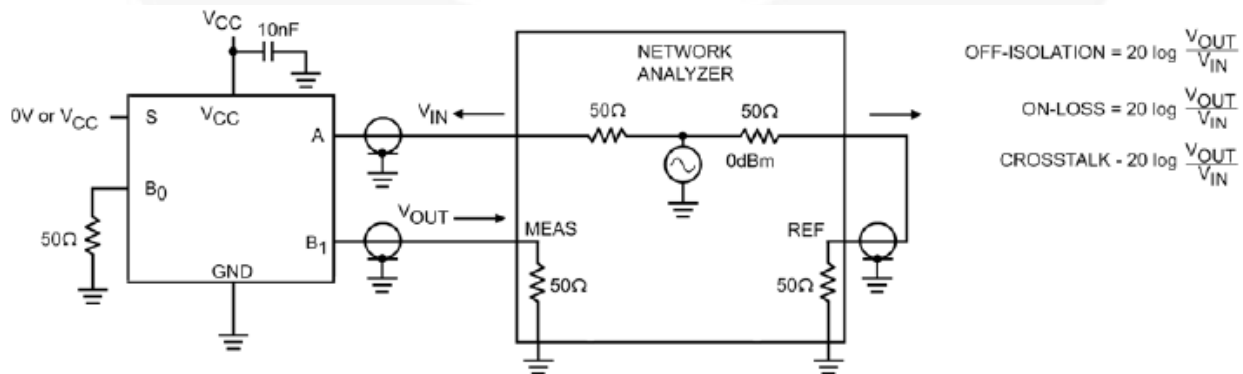 VCC
10nF
0V or VCC
S
VCC
A
B0
B1
50Ω
GND
VIN
VOUT
NETWORK
ANALYZER
50Ω
50Ω
0dBm
MEAS
REF
50Ω
50Ω
OFF-ISOLATION = 20 log VOUT/VIN
ON-LOSS = 20 log VOUT/VIN
CROSSTALK - 20 log VOUT/VIN